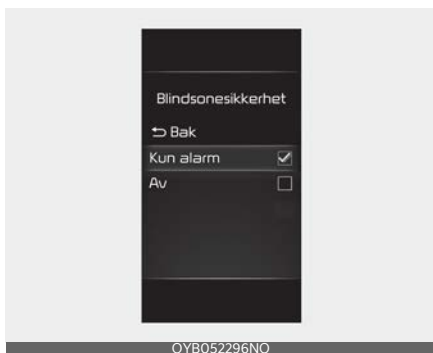 Blindsonesikkerhet
Bak
Kun alarm
Av
OYB052296NO